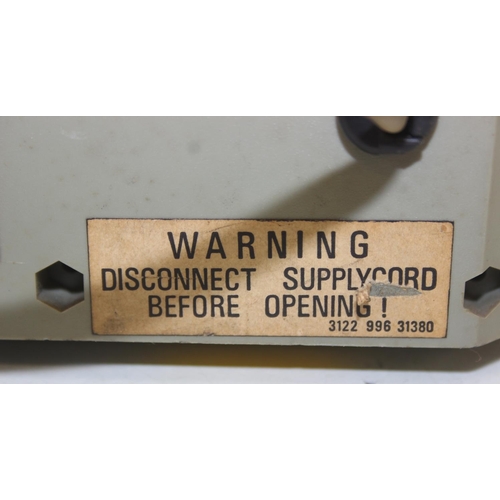 WARNING
DISCONNECT SUPPLYCORD
BEFORE OPENING!
3122 996 31380